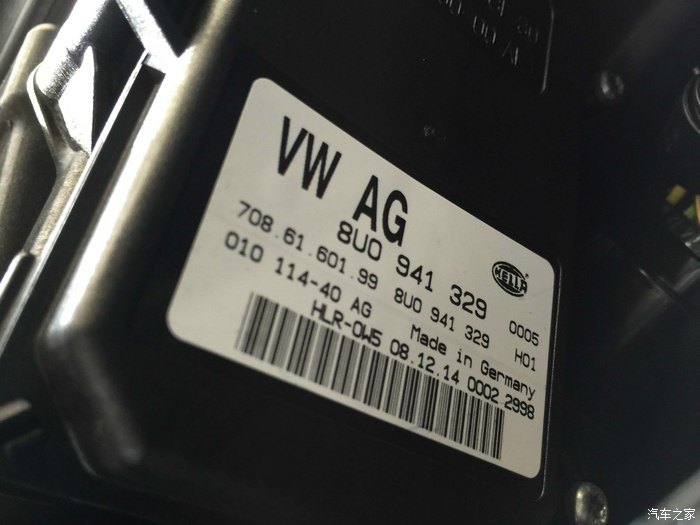 VW AG
8U0 941 329
HELLA
0005
708.61.601.99 8U0 941 329 H01
010 114-40 AG Made in Germany
HLR-OW5 08.12.14 0002 2998
汽车之家